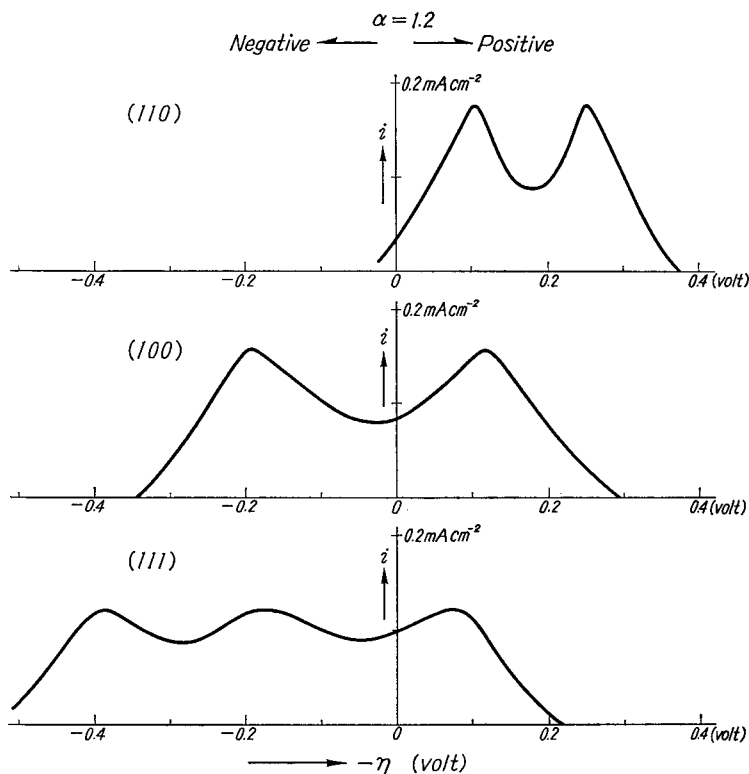 α = 1.2
Negative ← → Positive
(110)
0.2 mA cm⁻²
i
−0.4 −0.2 0 0.2 0.4 (volt)
(100)
0.2 mA cm⁻²
i
−0.4 −0.2 0 0.2 0.4 (volt)
(111)
0.2 mA cm⁻²
i
−0.4 −0.2 0 0.2 0.4 (volt)
→ −η (volt)